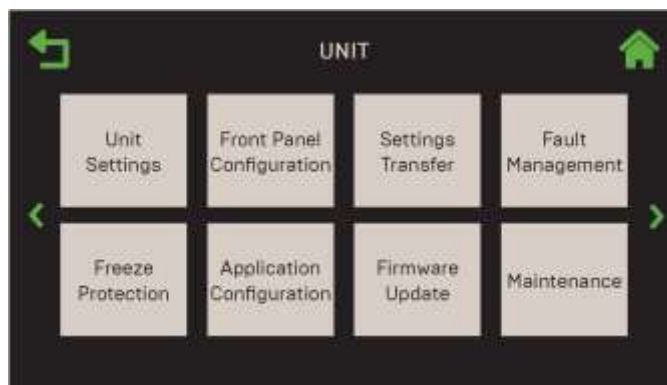 UNIT
Unit
Settings
Front Panel
Configuration
Settings
Transfer
Fault
Management
Freeze
Protection
Application
Configuration
Firmware
Update
Maintenance